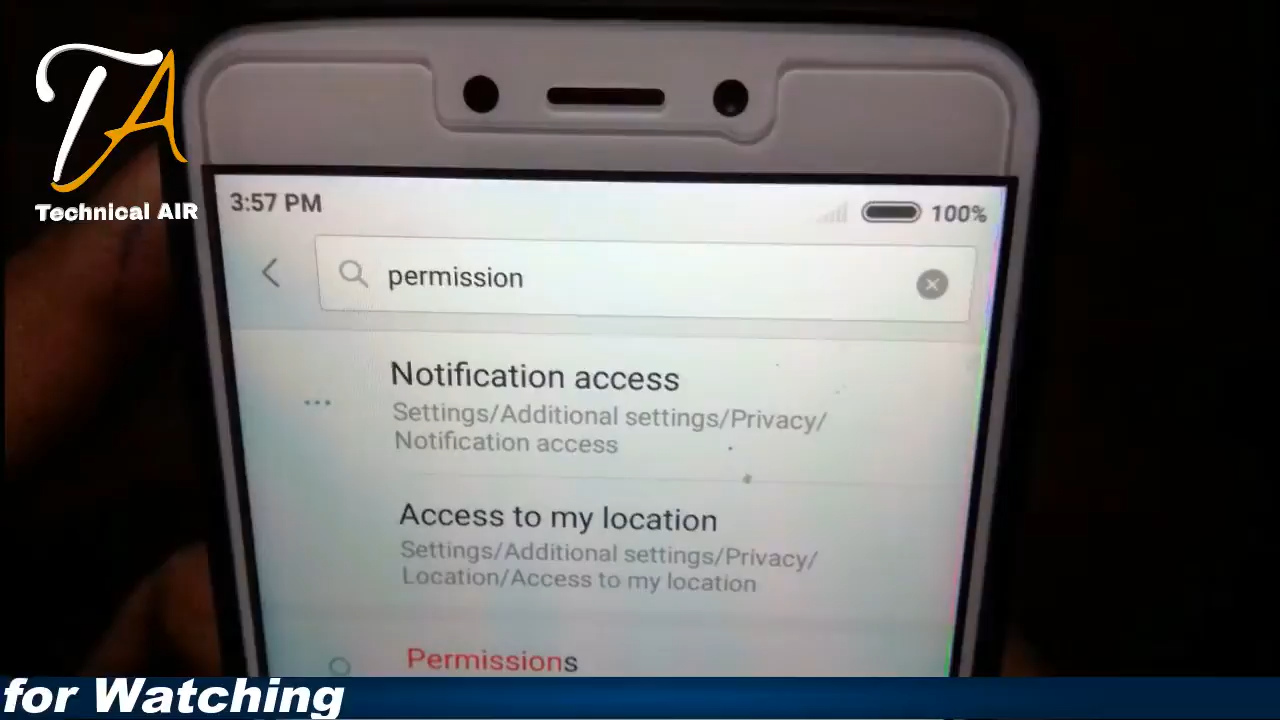 TA
Technical AIR
3:57 PM
100%
permission
Notification access
Settings/Additional settings/Privacy/
Notification access
Access to my location
Settings/Additional settings/Privacy/
Location/Access to my location
Permissions
for Watching